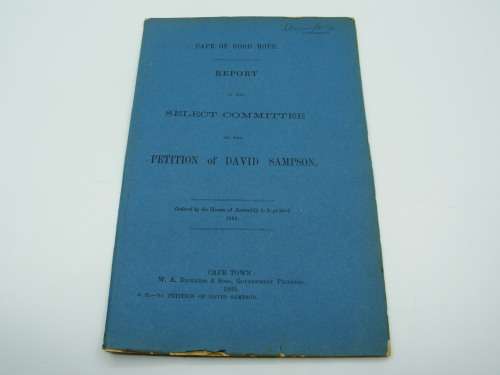 CAPE OF GOOD HOPE.
REPORT
OF THE
SELECT COMMITTEE
ON THE
PETITION of DAVID SAMPSON.
Ordered by the House of Assembly to be printed
CAPE TOWN:
W. A. RICHARDS & SONS, GOVERNMENT PRINTERS.
PETITION OF DAVID SAMPSON.